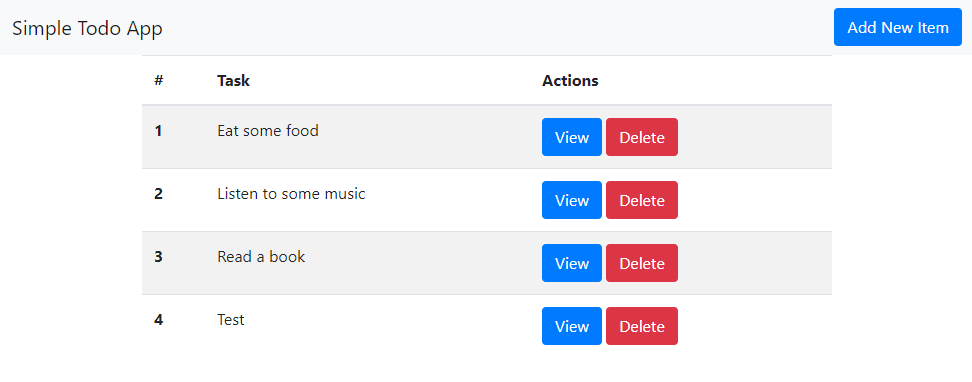 Simple Todo App Add New Item
# Task Actions
1 Eat some food View Delete
2 Listen to some music View Delete
3 Read a book View Delete
4 Test View Delete